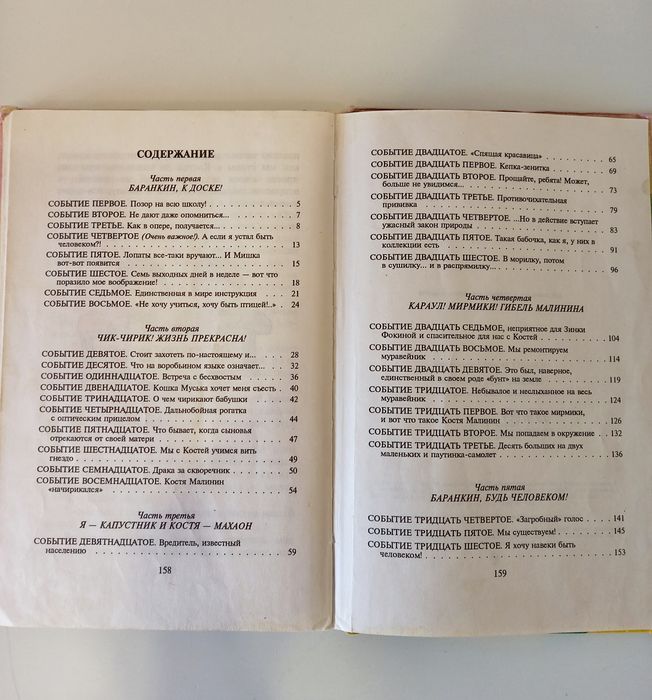 СОДЕРЖАНИЕ
Часть первая
БАРАНКИН, К ДОСКЕ!
СОБЫТИЕ ПЕРВОЕ. Позор на всю школу! . . . . . . . . . . . 5
СОБЫТИЕ ВТОРОЕ. Не дают даже опомниться... . . . . . . . . 7
СОБЫТИЕ ТРЕТЬЕ. Как в опере, получается... . . . . . . . . 8
СОБЫТИЕ ЧЕТВЕРТОЕ (Очень важное!). А если я устал быть
человеком?! . . . . . . . . . . . 13
СОБЫТИЕ ПЯТОЕ. Лопаты все-таки вручают... И Мишка
вот-вот появится . . . . . . . . . . . 15
СОБЫТИЕ ШЕСТОЕ. Семь выходных дней в неделе — вот что
поразило мое воображение! . . . . . . . . . . . 18
СОБЫТИЕ СЕДЬМОЕ. Единственная в мире инструкция . . . . 21
СОБЫТИЕ ВОСЬМОЕ. «Не хочу учиться, хочу быть птицей!..» . . 24
Часть вторая
ЧИК-ЧИРИК! ЖИЗНЬ ПРЕКРАСНА!
СОБЫТИЕ ДЕВЯТОЕ. Стоит захотеть по-настоящему и... . . . . 28
СОБЫТИЕ ДЕСЯТОЕ. Что на воробьином языке означает... . . . 32
СОБЫТИЕ ОДИННАДЦАТОЕ. Встреча с бесхвостым . . . . . 36
СОБЫТИЕ ДВЕНАДЦАТОЕ. Кошка Муська хочет меня съесть . 40
СОБЫТИЕ ТРИНАДЦАТОЕ. О чем чирикают бабушки . . . . 42
СОБЫТИЕ ЧЕТЫРНАДЦАТОЕ. Дальнобойная рогатка
с оптическим прицелом . . . . . . . . . . . 44
СОБЫТИЕ ПЯТНАДЦАТОЕ. Что бывает, когда сыновья
отрекаются от своей матери . . . . . . . . . . . 47
СОБЫТИЕ ШЕСТНАДЦАТОЕ. Мы с Костей учимся вить
гнездо . . . . . . . . . . . 49
СОБЫТИЕ СЕМНАДЦАТОЕ. Драка за скворечник . . . . . 50
СОБЫТИЕ ВОСЕМНАДЦАТОЕ. Костя Малинин
«начирикался» . . . . . . . . . . . 54
Часть третья
Я — КАПУСТНИК И КОСТЯ — МАХАОН
СОБЫТИЕ ДЕВЯТНАДЦАТОЕ. Вредитель, известный
населению . . . . . . . . . . . 59
158
СОБЫТИЕ ДВАДЦАТОЕ. «Спящая красавица» . . . . . . . 65
СОБЫТИЕ ДВАДЦАТЬ ПЕРВОЕ. Кепка-зенитка . . . . . . . 69
СОБЫТИЕ ДВАДЦАТЬ ВТОРОЕ. Прощайте, ребята! Может,
больше не увидимся... . . . . . . . . . . . 73
СОБЫТИЕ ДВАДЦАТЬ ТРЕТЬЕ. Противочихательная
прививка . . . . . . . . . . . 79
СОБЫТИЕ ДВАДЦАТЬ ЧЕТВЕРТОЕ. ...Но в действие вступает
ужасный закон природы . . . . . . . . . . . 83
СОБЫТИЕ ДВАДЦАТЬ ПЯТОЕ. Такая бабочка, как я, у них в
коллекции есть . . . . . . . . . . . 91
СОБЫТИЕ ДВАДЦАТЬ ШЕСТОЕ. В морилку, потом
в сушилку... и в распрямилку... . . . . . . . . . . . 96
Часть четвертая
КАРАУЛ! МИРМИКИ! ГИБЕЛЬ МАЛИНИНА
СОБЫТИЕ ДВАДЦАТЬ СЕДЬМОЕ, неприятное для Зинки
Фокиной и спасительное для нас с Костей . . . . . . . 104
СОБЫТИЕ ДВАДЦАТЬ ВОСЬМОЕ. Мы ремонтируем
муравейник . . . . . . . . . . . 114
СОБЫТИЕ ДВАДЦАТЬ ДЕВЯТОЕ. Это был, наверное,
единственный в своем роде «бунт» на земле . . . . . . . 119
СОБЫТИЕ ТРИДЦАТОЕ. Небывалое и неслыханное на весь
муравейник . . . . . . . . . . . 124
СОБЫТИЕ ТРИДЦАТЬ ПЕРВОЕ. Вот что такое мирмики,
и вот что такое Костя Малинин . . . . . . . . . . . 126
СОБЫТИЕ ТРИДЦАТЬ ВТОРОЕ. Мы попадаем в окружение . . 132
СОБЫТИЕ ТРИДЦАТЬ ТРЕТЬЕ. Десять больших на двух
маленьких и паутинка-самолет . . . . . . . . . . . 136
Часть пятая
БАРАНКИН, БУДЬ ЧЕЛОВЕКОМ!
СОБЫТИЕ ТРИДЦАТЬ ЧЕТВЕРТОЕ. «Загробный» голос . . . . 141
СОБЫТИЕ ТРИДЦАТЬ ПЯТОЕ. Мы существуем! . . . . . . . 145
СОБЫТИЕ ТРИДЦАТЬ ШЕСТОЕ. Я хочу навеки быть
человеком! . . . . . . . . . . . 153
159